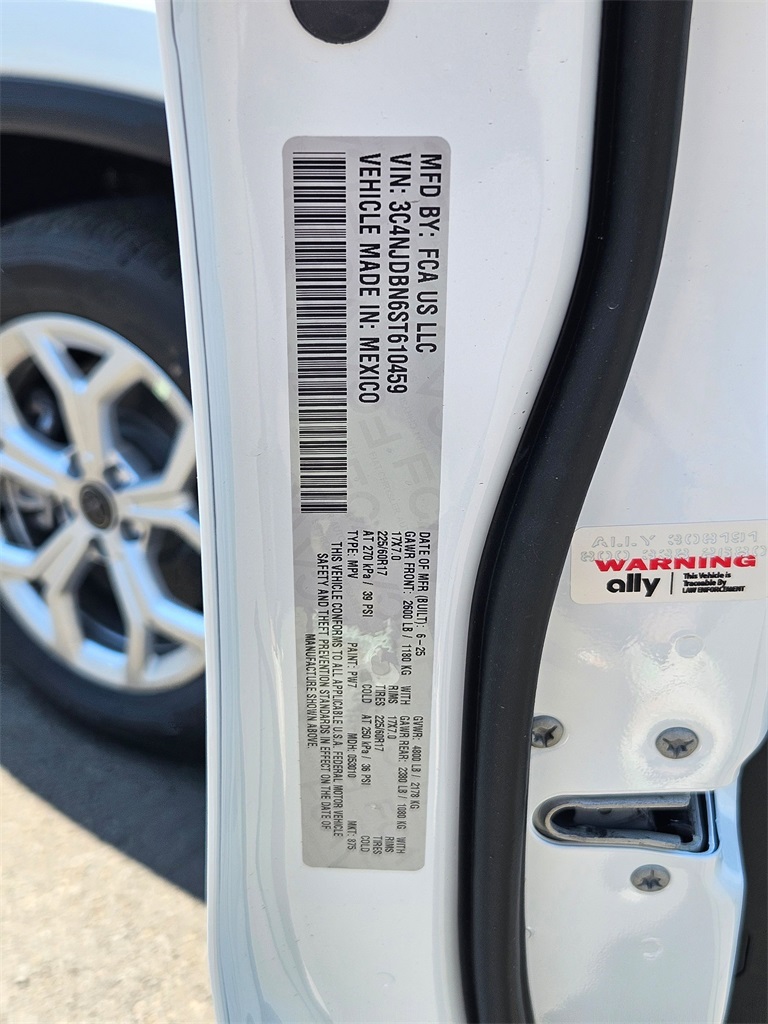 MFD BY: FCA US LLC
VIN: 3C4NJDBN6ST610459
VEHICLE MADE IN: MEXICO
DATE OF MFR (BUILT): 6-25 GVWR: 4800 LB / 2178 KG
GAWR FRONT: 2600 LB / 1180 KG WITH GAWR REAR: 2380 LB / 1080 KG WITH
17X7.0 RIMS 17X7.0 RIMS
225/60R17 TIRES 225/60R17 TIRES
AT 270 kPa / 39 PSI COLD AT 250 kPa / 36 PSI COLD
TYPE: MPV PAINT: PW7 MDH: 053010 MKT: 875
THIS VEHICLE CONFORMS TO ALL APPLICABLE U.S.A. FEDERAL MOTOR VEHICLE
SAFETY AND THEFT PREVENTION STANDARDS IN EFFECT ON THE DATE OF
MANUFACTURE SHOWN ABOVE.
ALLY
WARNING
ally This Vehicle is
Traceable By
LAW ENFORCEMENT